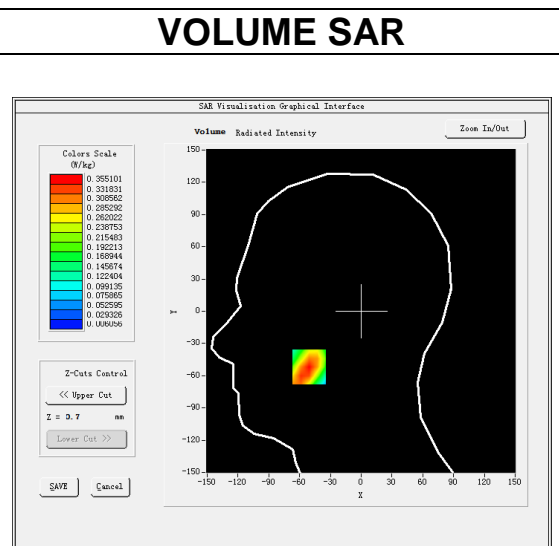 VOLUME SAR
SAR Visualisation Graphical Interface
Volume Radiated Intensity
Zoom In/Out
Colors Scale
(W/kg)
0.355101
0.331831
0.308562
0.285292
0.262022
0.238753
0.215483
0.192213
0.168944
0.145674
0.122404
0.099135
0.075865
0.052595
0.029326
0.006056
Z-Cuts Control
<< Upper Cut
Z = 0.7 mm
Lower Cut >>
SAVE Cancel
150
120
90
60
30
0
-30
-60
-90
-120
-150
Y
-150 -120 -90 -60 -30 0 30 60 90 120 150
X